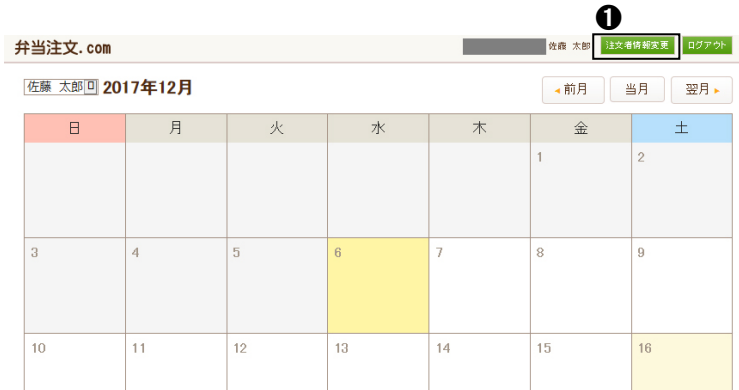 ❶
弁当注文.com 佐藤 太郎 注文者情報変更 ログアウト
佐藤 太郎 2017年12月 前月 当月 翌月
日 月 火 水 木 金 土
1 2
3 4 5 6 7 8 9
10 11 12 13 14 15 16